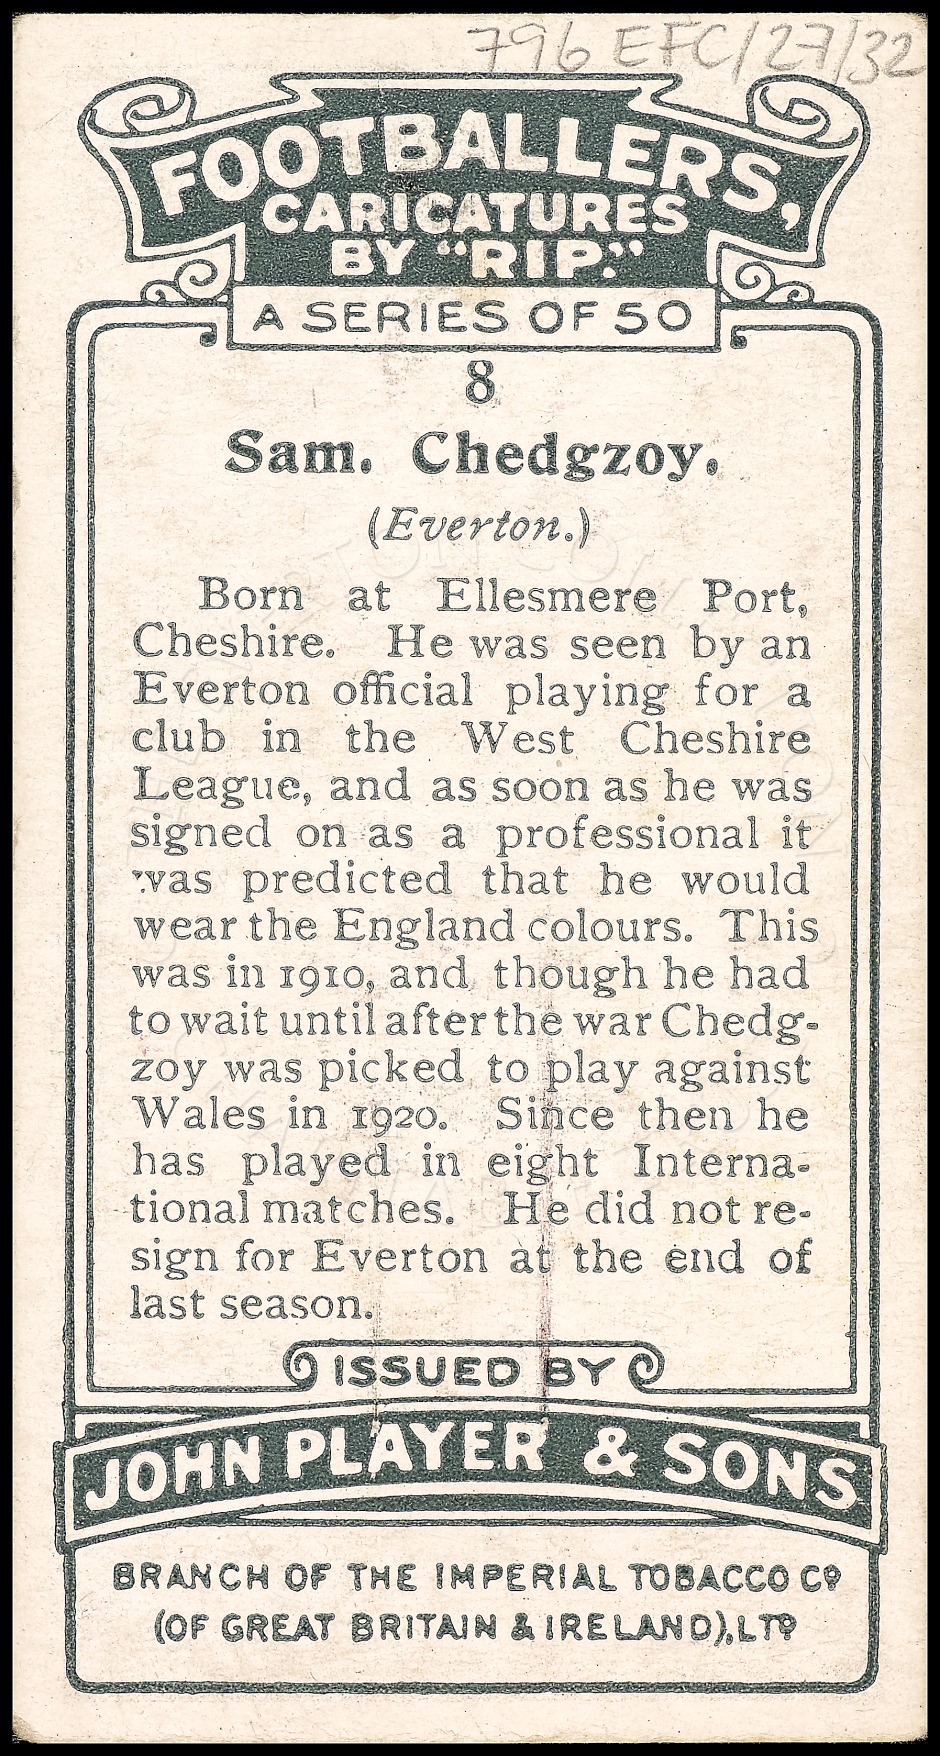 796 EFC/27/32
FOOTBALLERS,
CARICATURES
BY "RIP."
A SERIES OF 50
8
Sam. Chedgzoy.
(Everton.)
Born at Ellesmere Port,
Cheshire. He was seen by an
Everton official playing for a
club in the West Cheshire
League, and as soon as he was
signed on as a professional it
was predicted that he would
wear the England colours. This
was in 1910, and though he had
to wait until after the war Chedg-
zoy was picked to play against
Wales in 1920. Since then he
has played in eight Interna-
tional matches. He did not re-
sign for Everton at the end of
last season.
ISSUED BY
JOHN PLAYER & SONS
BRANCH OF THE IMPERIAL TOBACCO CO
(OF GREAT BRITAIN & IRELAND), LTD